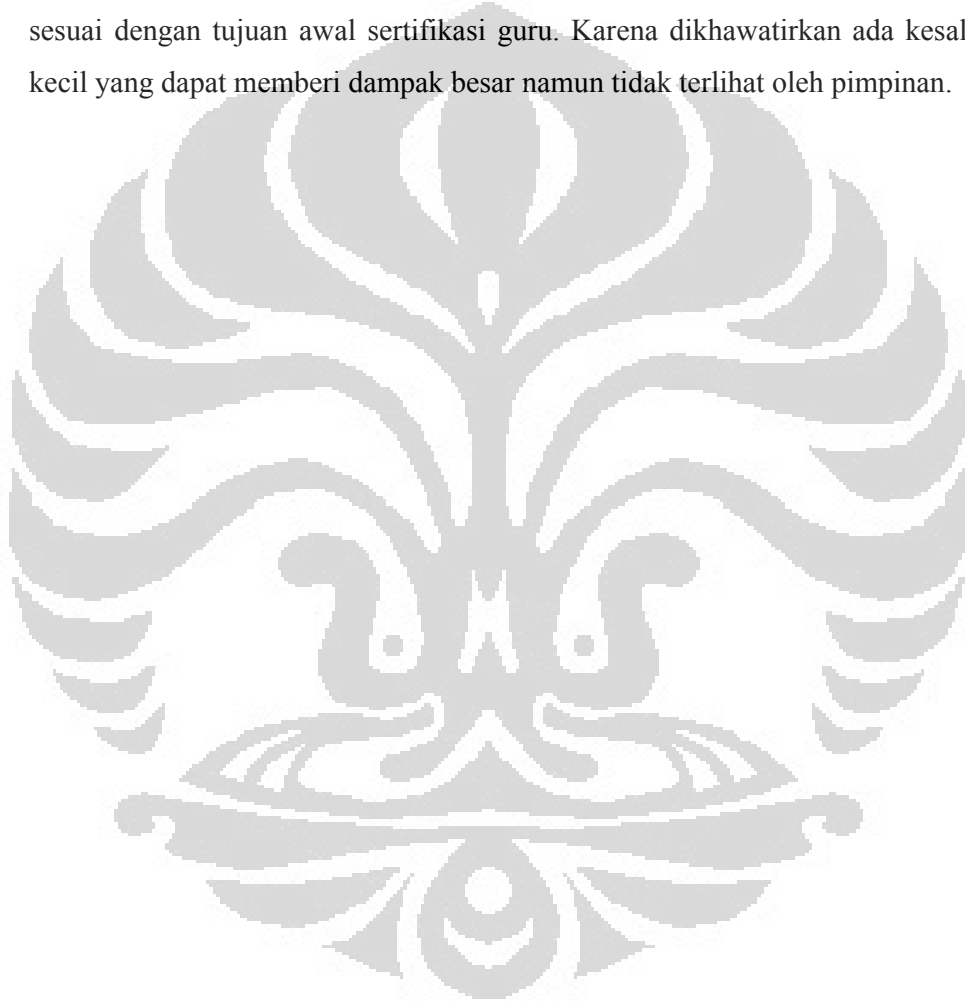 sesuai dengan tujuan awal sertifikasi guru. Karena dikhawatirkan ada kesal
kecil yang dapat memberi dampak besar namun tidak terlihat oleh pimpinan.